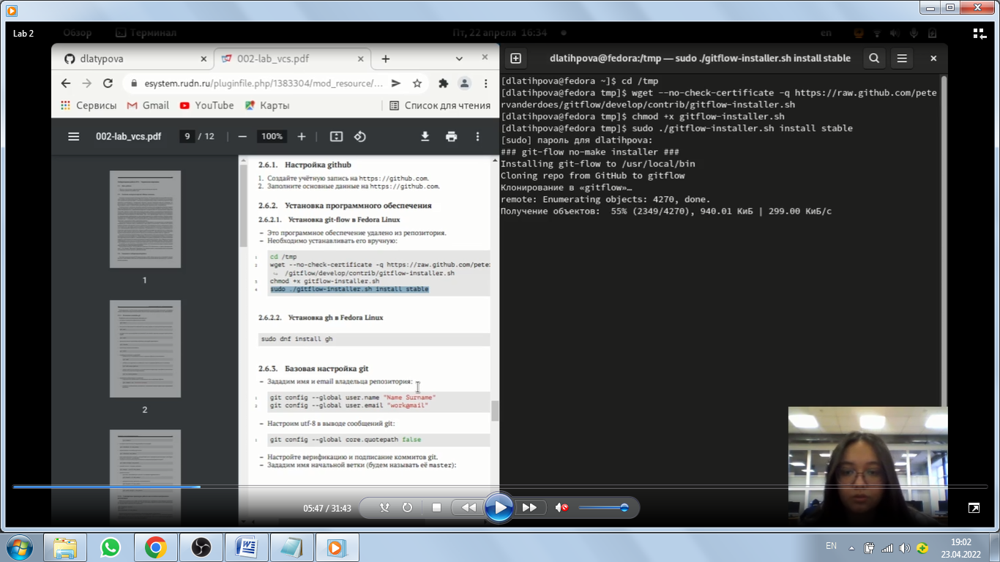 Lab 2
Обзор
Терминал
Пт, 22 апреля 16:34
en
dlatypova
002-lab_vcs.pdf
esystem.rudn.ru/pluginfile.php/1383304/mod_resource/...
Сервисы
Gmail
YouTube
Карты
Список для чтения
002-lab_vcs.pdf
9 / 12
100%
1
2
2.6.1. Настройка github
1. Создайте учётную запись на https://github.com.
2. Заполните основные данные на https://github.com.
2.6.2. Установка программного обеспечения
2.6.2.1. Установка git-flow в Fedora Linux
– Это программное обеспечение удалено из репозитория.
– Необходимо устанавливать его вручную:
1 cd /tmp
2 wget --no-check-certificate -q https://raw.github.com/peter
/gitflow/develop/contrib/gitflow-installer.sh
3 chmod +x gitflow-installer.sh
4 sudo ./gitflow-installer.sh install stable
2.6.2.2. Установка gh в Fedora Linux
sudo dnf install gh
2.6.3. Базовая настройка git
– Зададим имя и email владельца репозитория:
1 git config --global user.name "Name Surname"
2 git config --global user.email "work@mail"
– Настроим utf-8 в выводе сообщений git:
1 git config --global core.quotepath false
– Настройте верификацию и подписание коммитов git.
– Зададим имя начальной ветки (будем называть её master):
dlatihpova@fedora:/tmp — sudo ./gitflow-installer.sh install stable
[dlatihpova@fedora ~]$ cd /tmp
[dlatihpova@fedora tmp]$ wget --no-check-certificate -q https://raw.github.com/pete
rvanderdoes/gitflow/develop/contrib/gitflow-installer.sh
[dlatihpova@fedora tmp]$ chmod +x gitflow-installer.sh
[dlatihpova@fedora tmp]$ sudo ./gitflow-installer.sh install stable
[sudo] пароль для dlatihpova:
### git-flow no-make installer ###
Installing git-flow to /usr/local/bin
Cloning repo from GitHub to gitflow
Клонирование в «gitflow»…
remote: Enumerating objects: 4270, done.
Получение объектов:  55% (2349/4270), 940.01 КиБ | 299.00 КиБ/с
05:47 / 31:43
EN
19:02
23.04.2022